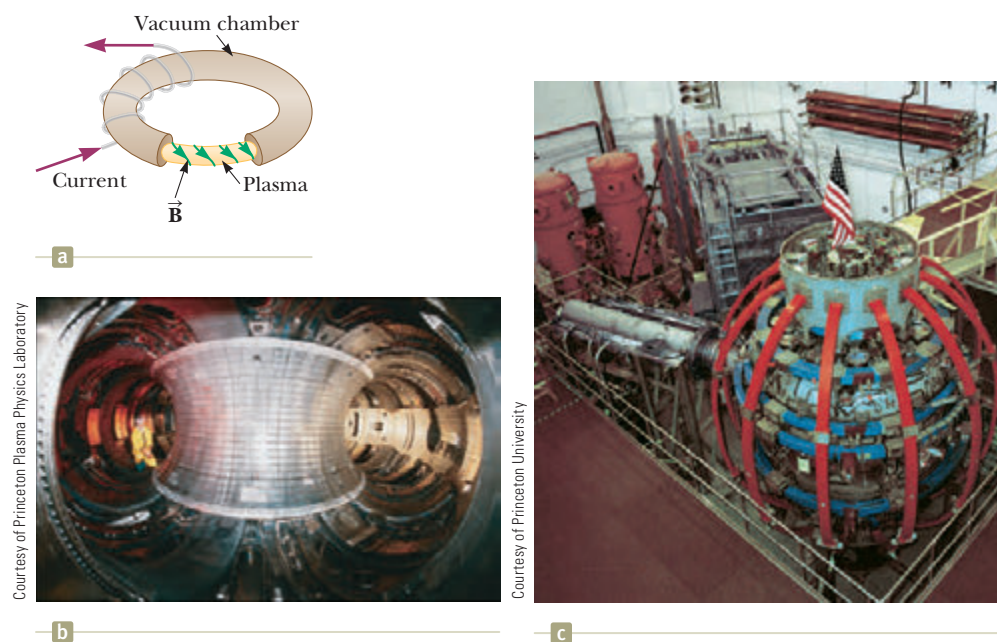 Vacuum chamber
Current
Plasma
B
a
Courtesy of Princeton Plasma Physics Laboratory
b
Courtesy of Princeton University
c